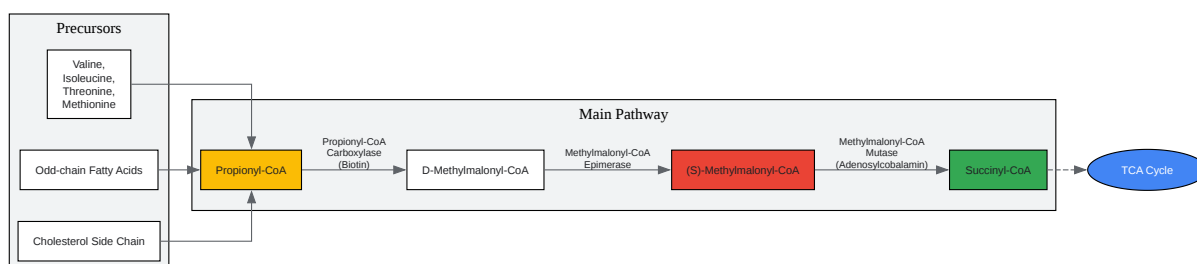 Precursors
Valine,
Isoleucine,
Threonine,
Methionine
Odd-chain Fatty Acids
Cholesterol Side Chain
Main Pathway
Propionyl-CoA
Propionyl-CoA
Carboxylase
(Biotin)
D-Methylmalonyl-CoA
Methylmalonyl-CoA
Epimerase
(S)-Methylmalonyl-CoA
Methylmalonyl-CoA
Mutase
(Adenosylcobalamin)
Succinyl-CoA
TCA Cycle